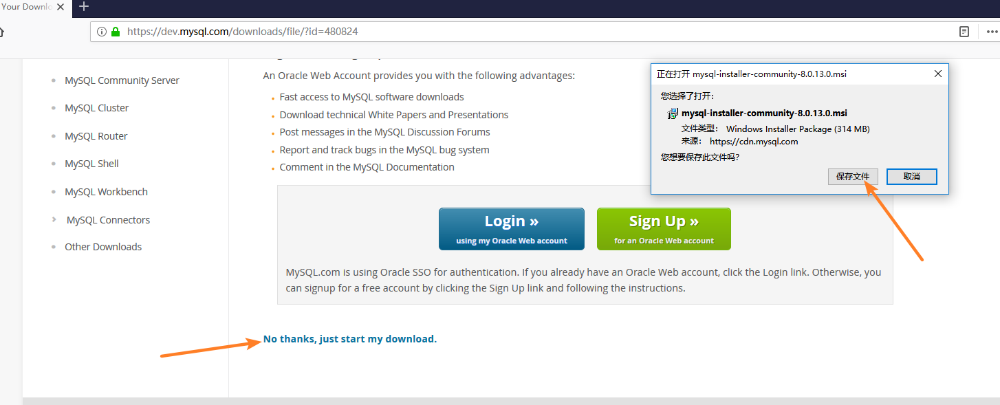 Your Downlo
https://dev.mysql.com/downloads/file/?id=480824
MySQL Community Server
MySQL Cluster
MySQL Router
MySQL Shell
MySQL Workbench
MySQL Connectors
Other Downloads
An Oracle Web Account provides you with the following advantages:
Fast access to MySQL software downloads
Download technical White Papers and Presentations
Post messages in the MySQL Discussion Forums
Report and track bugs in the MySQL bug system
Comment in the MySQL Documentation
Login »
using my Oracle Web account
Sign Up »
for an Oracle Web account
MySQL.com is using Oracle SSO for authentication. If you already have an Oracle Web account, click the Login link. Otherwise, you
can signup for a free account by clicking the Sign Up link and following the instructions.
No thanks, just start my download.
正在打开 mysql-installer-community-8.0.13.0.msi
您选择了打开：
mysql-installer-community-8.0.13.0.msi
文件类型： Windows Installer Package (314 MB)
来源： https://cdn.mysql.com
您想要保存此文件吗？
保存文件
取消